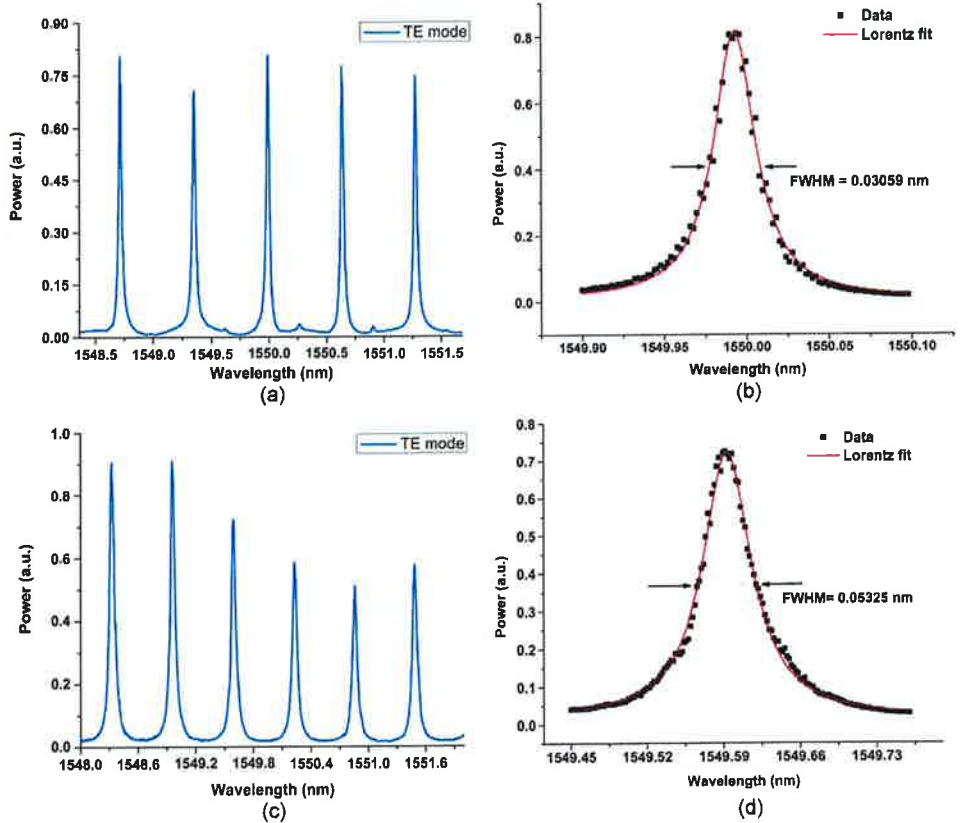 TE mode
0.90
0.75
0.60
0.45
0.30
0.15
0.00
Power (a.u.)
1548.5 1549.0 1549.5 1550.0 1550.5 1551.0 1551.5
Wavelength (nm)
(a)
Data
Lorentz fit
0.8
0.6
0.4
0.2
0.0
Power (a.u.)
FWHM = 0.03059 nm
1549.90 1549.95 1550.00 1550.05 1550.10
Wavelength (nm)
(b)
TE mode
1.0
0.8
0.6
0.4
0.2
0.0
Power (a.u.)
1548.0 1548.6 1549.2 1549.8 1550.4 1551.0 1551.6
Wavelength (nm)
(c)
Data
Lorentz fit
0.8
0.7
0.6
0.5
0.4
0.3
0.2
0.1
0.0
Power (a.u.)
FWHM= 0.05325 nm
1549.45 1549.52 1549.59 1549.66 1549.73
Wavelength (nm)
(d)